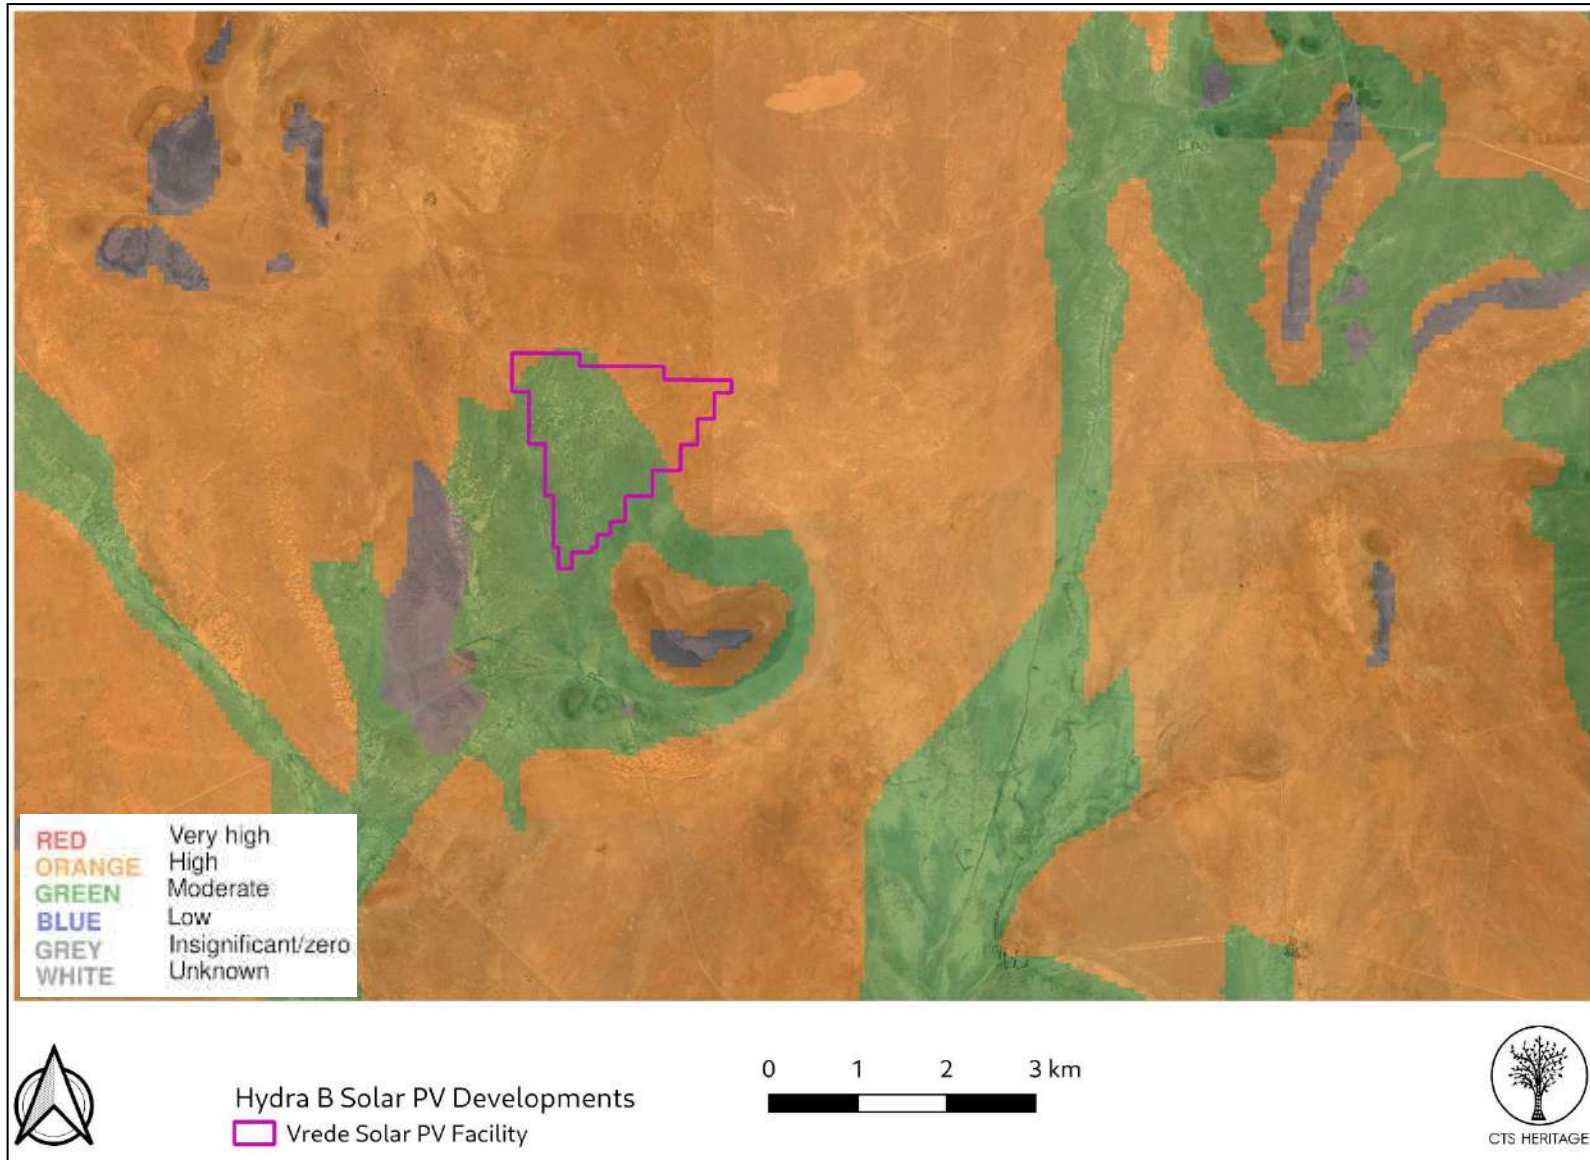 RED Very high
ORANGE High
GREEN Moderate
BLUE Low
GREY Insignificant/zero
WHITE Unknown
0 1 2 3 km
Hydra B Solar PV Developments
Vrede Solar PV Facility
CTS HERITAGE